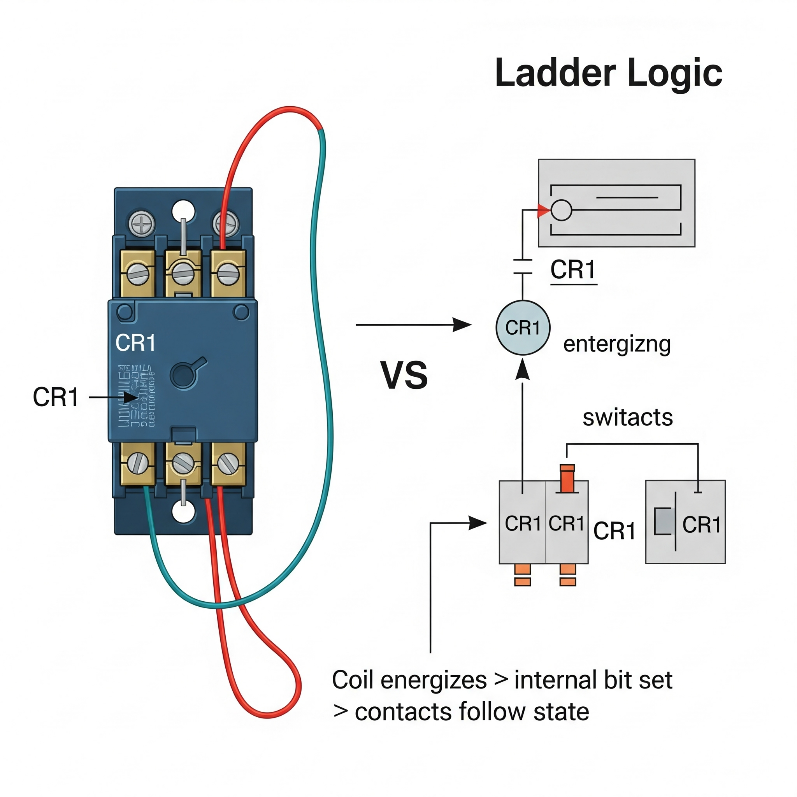 Ladder Logic
CR1
CR1
CR1
CR1
VS
entergizng
switacts
CR1
CR1
CR1
CR1
Coil energizes > internal bit set
> contacts follow state